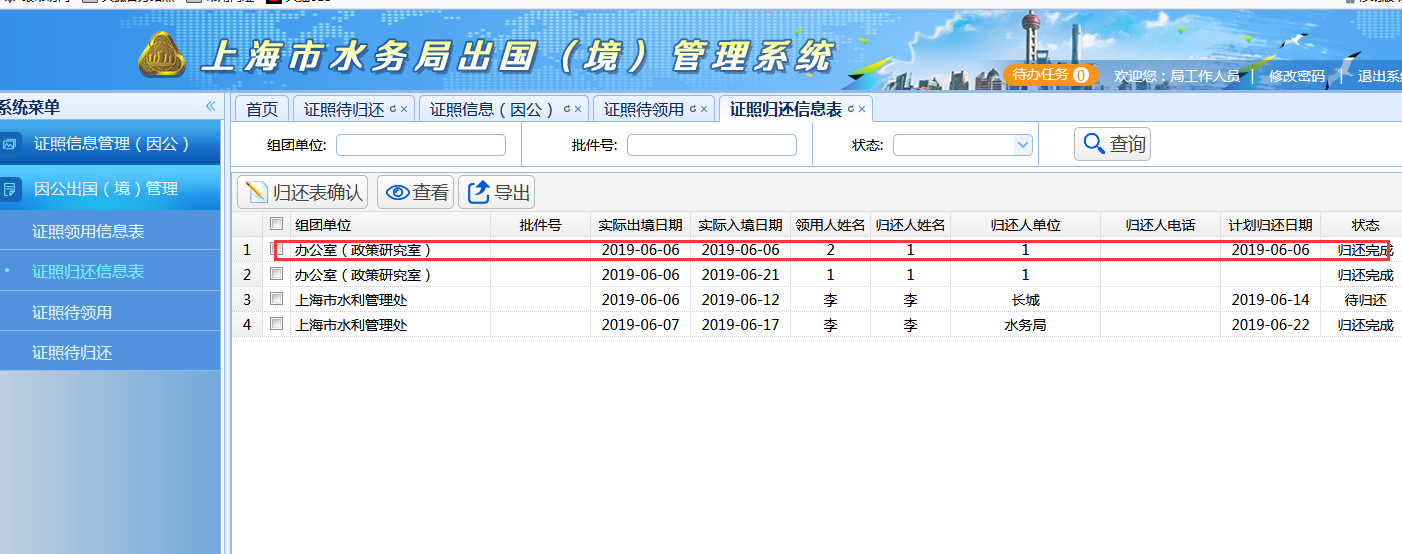 上海市水务局出国（境）管理系统
待办任务 0 欢迎您：局工作人员 | 修改密码 |
系统菜单 «
首页 证照待归还 证照信息（因公） 证照待领用 证照归还信息表
证照信息管理（因公）
因公出国（境）管理
证照领用信息表
证照归还信息表
证照待领用
证照待归还
组团单位: 批件号: 状态: 查询
归还表确认 查看 导出
组团单位 批件号 实际出境日期 实际入境日期 领用人姓名 归还人姓名 归还人单位 归还人电话 计划归还日期 状态
1 办公室（政策研究室） 2019-06-06 2019-06-06 2 1 1 2019-06-06 归还完成
2 办公室（政策研究室） 2019-06-06 2019-06-21 1 1 1 归还完成
3 上海市水利管理处 2019-06-06 2019-06-12 李 李 长城 2019-06-14 待归还
4 上海市水利管理处 2019-06-07 2019-06-17 李 李 水务局 2019-06-22 归还完成